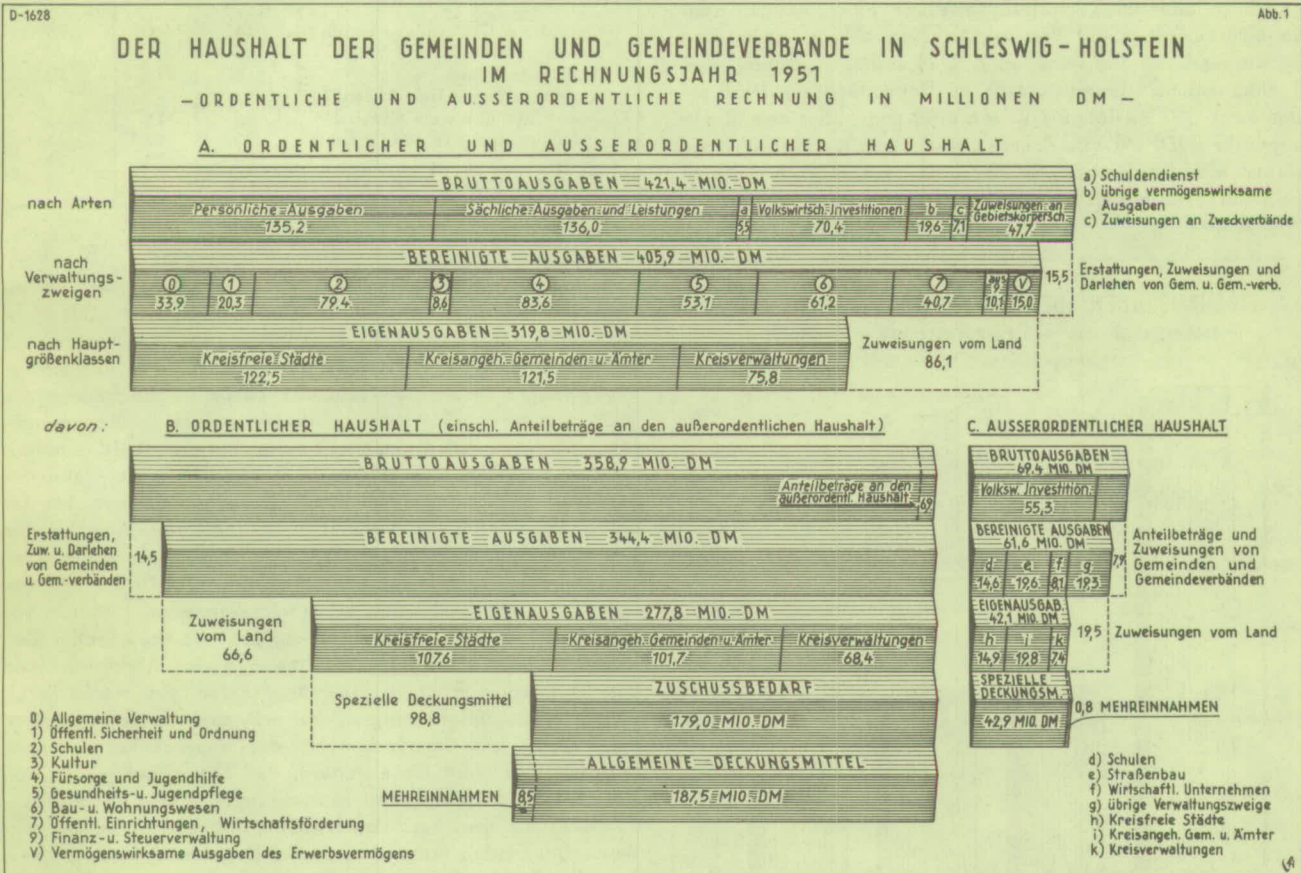 D-1628
Abb.1
DER HAUSHALT DER GEMEINDEN UND GEMEINDEVERBÄNDE IN SCHLESWIG-HOLSTEIN
IM RECHNUNGSJAHR 1951
—ORDENTLICHE UND AUSSERORDENTLICHE RECHNUNG IN MILLIONEN DM—
A. ORDENTLICHER UND AUSSERORDENTLICHER HAUSHALT
nach Arten
BRUTTOAUSGABEN 421,4 MIO. DM
Persönliche Ausgaben
135,2
Sächliche Ausgaben und Leistungen
136,0
a
5,5
Volkswirtsch. Investitionen
70,4
b
19,6
c
7,1
Zuweisungen an
Gebietskörpersch.
47,7
a) Schuldendienst
b) übrige vermögenswirksame
Ausgaben
c) Zuweisungen an Zweckverbände
nach
Verwaltungs-
zweigen
BEREINIGTE AUSGABEN 405,9 MIO. DM
0
33,9
1
20,3
2
79,4
3
8,6
4
83,6
5
53,1
6
61,2
7
40,7
9
10,1
V
15,0
15,5
Erstattungen, Zuweisungen und
Darlehen von Gem. u. Gem.-verb.
nach Haupt-
größenklassen
EIGENAUSGABEN 319,8 MIO. DM
Kreisfreie Städte
122,5
Kreisangeh. Gemeinden u. Ämter
121,5
Kreisverwaltungen
75,8
Zuweisungen vom Land
86,1
davon:
B. ORDENTLICHER HAUSHALT (einschl. Anteilbeträge an den außerordentlichen Haushalt)
BRUTTOAUSGABEN 358,9 MIO. DM
Anteilbeträge an den
außerordentl. Haushalt
6,9
Erstattungen,
Zuw. u. Darlehen
von Gemeinden
u. Gem.-verbänden
14,5
BEREINIGTE AUSGABEN 344,4 MIO. DM
Zuweisungen
vom Land
66,6
EIGENAUSGABEN 277,8 MIO. DM
Kreisfreie Städte
107,6
Kreisangeh. Gemeinden u. Ämter
101,7
Kreisverwaltungen
68,4
Spezielle Deckungsmittel
98,8
ZUSCHUSSBEDARF
179,0 MIO. DM
MEHREINNAHMEN
8,5
ALLGEMEINE DECKUNGSMITTEL
187,5 MIO. DM
C. AUSSERORDENTLICHER HAUSHALT
BRUTTOAUSGABEN
69,4 MIO. DM
Volksw. Investition.
55,3
BEREINIGTE AUSGABEN
61,6 MIO. DM
d
14,6
e
19,6
f
8,1
g
19,3
7,9
Anteilbeträge und
Zuweisungen von
Gemeinden und
Gemeindeverbänden
EIGENAUSGAB.
42,1 MIO. DM
h
14,9
i
19,8
k
7,4
19,5
Zuweisungen vom Land
SPEZIELLE
DECKUNGSM.
42,9 MIO. DM
0,8 MEHREINNAHMEN
0) Allgemeine Verwaltung
1) Öffentl. Sicherheit und Ordnung
2) Schulen
3) Kultur
4) Fürsorge und Jugendhilfe
5) Gesundheits-u. Jugendpflege
6) Bau-u. Wohnungswesen
7) Öffentl. Einrichtungen, Wirtschaftsförderung
9) Finanz-u. Steuerverwaltung
V) Vermögenswirksame Ausgaben des Erwerbsvermögens
d) Schulen
e) Straßenbau
f) Wirtschaftl. Unternehmen
g) übrige Verwaltungszweige
h) Kreisfreie Städte
i) Kreisangeh. Gem. u. Ämter
k) Kreisverwaltungen